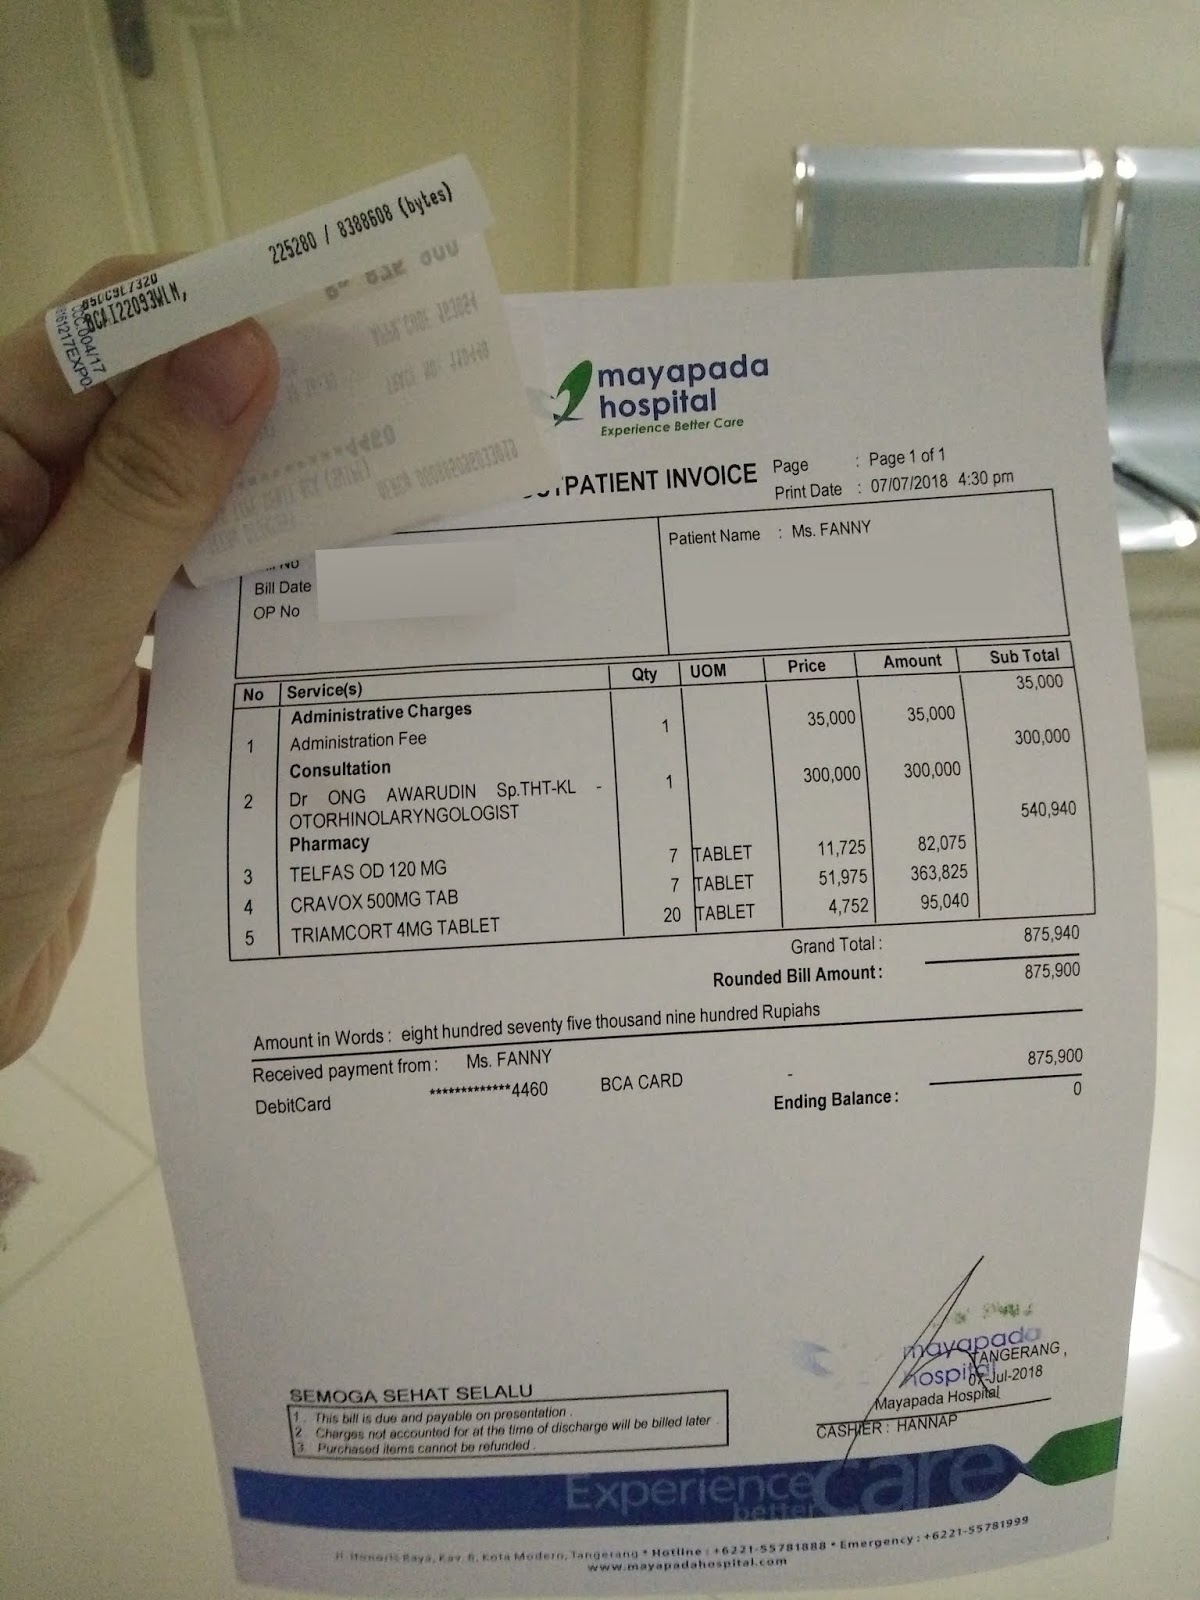 225280 / 8388608 (bytes)
BCAI22093WLN,
mayapada
hospital
Experience Better Care
PATIENT INVOICE
Page : Page 1 of 1
Print Date : 07/07/2018 4:30 pm
Patient Name : Ms. FANNY
Bill Date
OP No
No Service(s) Qty UOM Price Amount Sub Total
Administrative Charges 35,000
1 Administration Fee 1 35,000 35,000
Consultation 300,000
2 Dr ONG AWARUDIN Sp.THT-KL - 1 300,000 300,000
OTORHINOLARYNGOLOGIST
Pharmacy 540,940
3 TELFAS OD 120 MG 7 TABLET 11,725 82,075
4 CRAVOX 500MG TAB 7 TABLET 51,975 363,825
5 TRIAMCORT 4MG TABLET 20 TABLET 4,752 95,040
Grand Total : 875,940
Rounded Bill Amount : 875,900
Amount in Words : eight hundred seventy five thousand nine hundred Rupiahs
Received payment from : Ms. FANNY 875,900
DebitCard *************4460 BCA CARD -
Ending Balance : 0
mayapada
hospital
TANGERANG ,
07-Jul-2018
Mayapada Hospital
CASHIER : HANNAP
SEMOGA SEHAT SELALU
1. This bill is due and payable on presentation .
2. Charges not accounted for at the time of discharge will be billed later .
3. Purchased items cannot be refunded .
Experience better care
Raya, Kav. 6, Kota Modern, Tangerang * Hotline : +6221-55781888 * Emergency : +6221-55781999
www.mayapadahospital.com